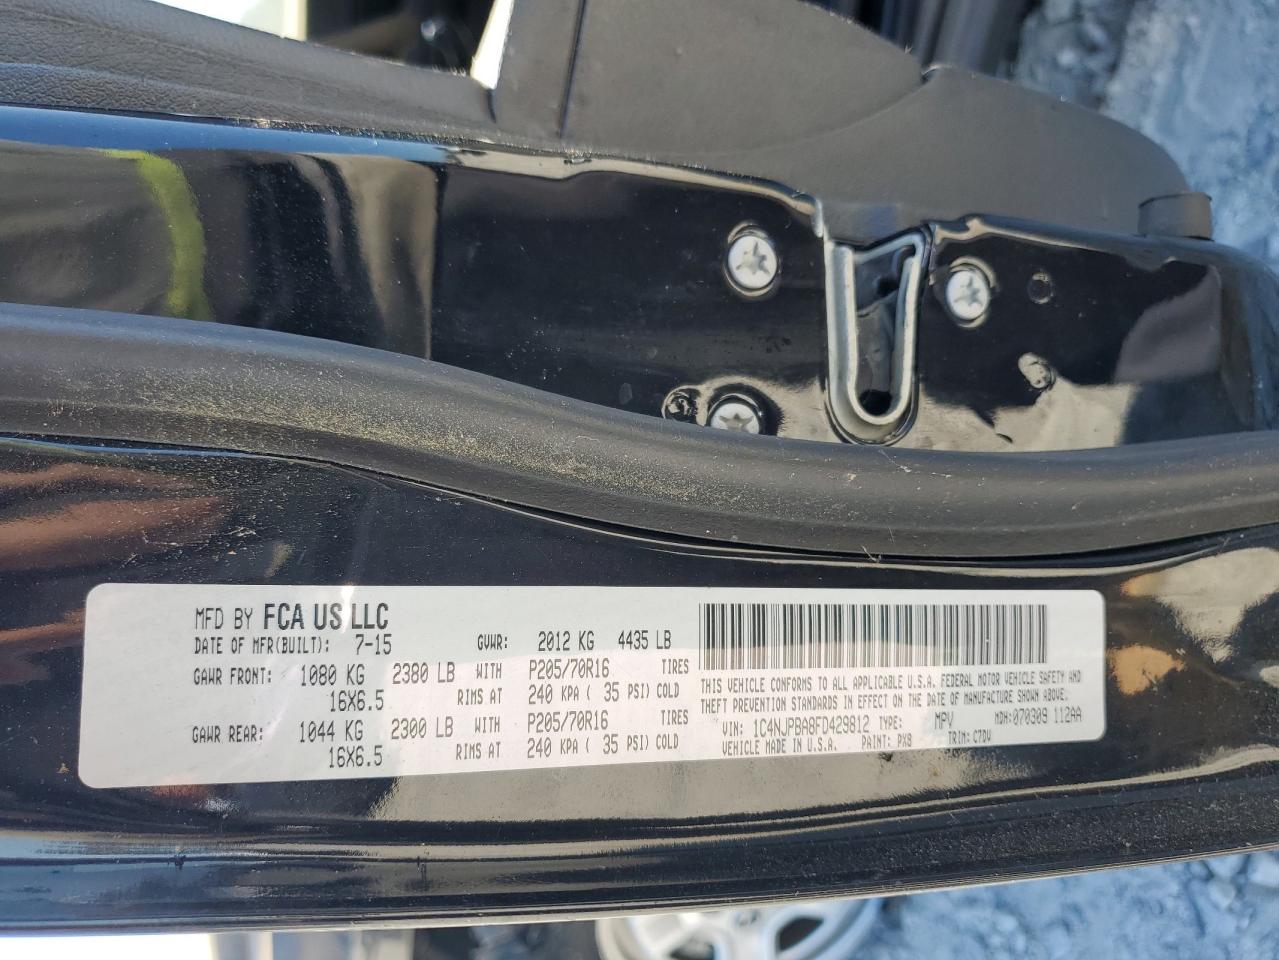 MFD BY FCA US LLC
DATE OF MFR(BUILT): 7-15 GVWR: 2012 KG 4435 LB
GAWR FRONT: 1080 KG 2380 LB WITH P205/70R16 TIRES
16X6.5 RIMS AT 240 KPA ( 35 PSI) COLD
GAWR REAR: 1044 KG 2300 LB WITH P205/70R16 TIRES
16X6.5 RIMS AT 240 KPA ( 35 PSI) COLD
THIS VEHICLE CONFORMS TO ALL APPLICABLE U.S.A. FEDERAL MOTOR VEHICLE SAFETY AND
THEFT PREVENTION STANDARDS IN EFFECT ON THE DATE OF MANUFACTURE SHOWN ABOVE.
VIN: 1C4NJPBA8FD429812 TYPE: MPV MDH: 070309 112AA
VEHICLE MADE IN U.S.A. PAINT: PX8 TRIM: C7DV